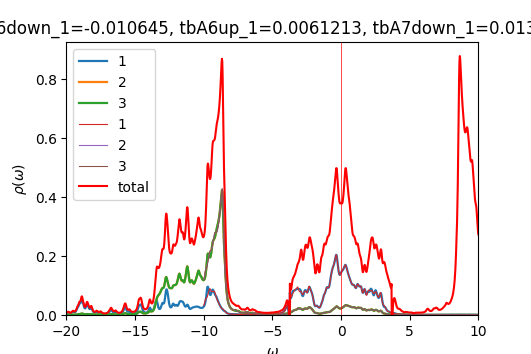 6down_1=-0.010645, tbA6up_1=0.0061213, tbA7down_1=0.013
1
2
3
1
2
3
total
ρ(ω)
0.8
0.6
0.4
0.2
0.0
−20 −15 −10 −5 0 5 10
ω